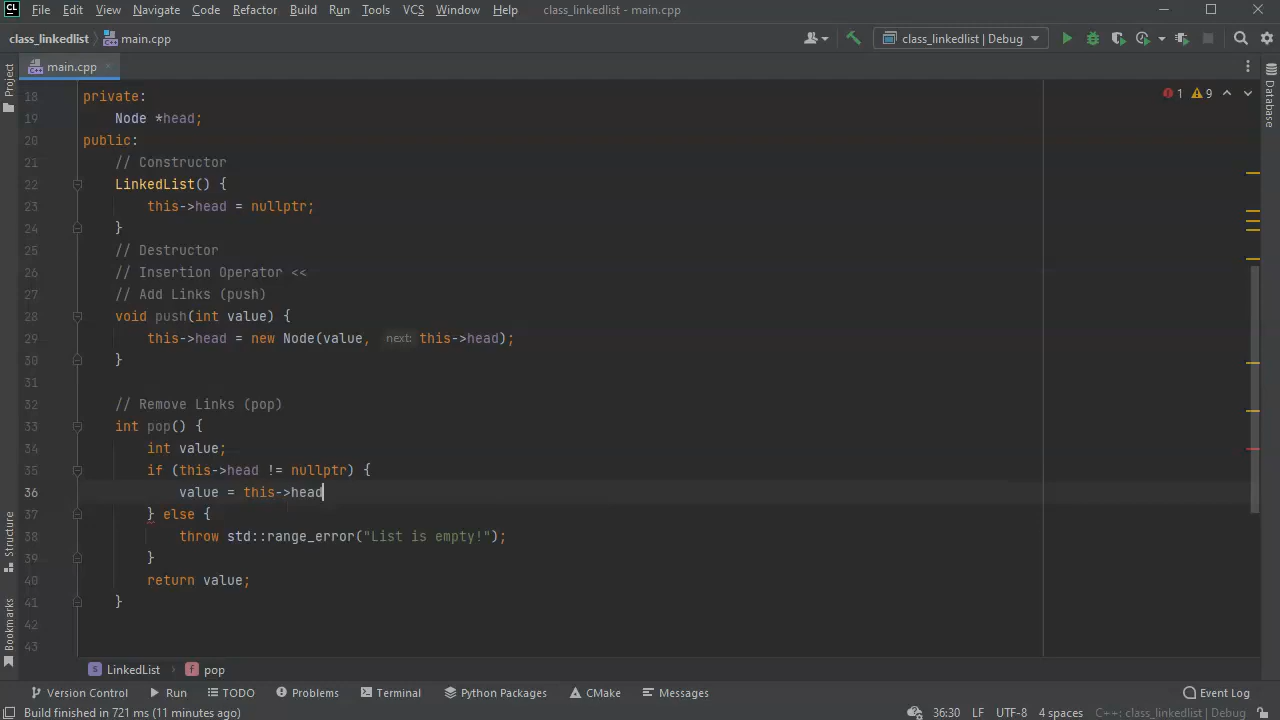 CL File Edit View Navigate Code Refactor Build Run Tools VCS Window Help class_linkedlist - main.cpp
class_linkedlist main.cpp class_linkedlist | Debug
main.cpp
Project
Database
1 9
18 private:
19 Node *head;
20 public:
21 // Constructor
22 LinkedList() {
23 this->head = nullptr;
24 }
25 // Destructor
26 // Insertion Operator <<
27 // Add Links (push)
28 void push(int value) {
29 this->head = new Node(value, next: this->head);
30 }
31
32 // Remove Links (pop)
33 int pop() {
34 int value;
35 if (this->head != nullptr) {
36 value = this->head
37 } else {
38 throw std::range_error("List is empty!");
39 }
40 return value;
41 }
42
43
Structure
Bookmarks
LinkedList f pop
Version Control Run TODO Problems Terminal Python Packages CMake Messages Event Log
Build finished in 721 ms (11 minutes ago) 36:30 LF UTF-8 4 spaces C++: class_linkedlist | Debug